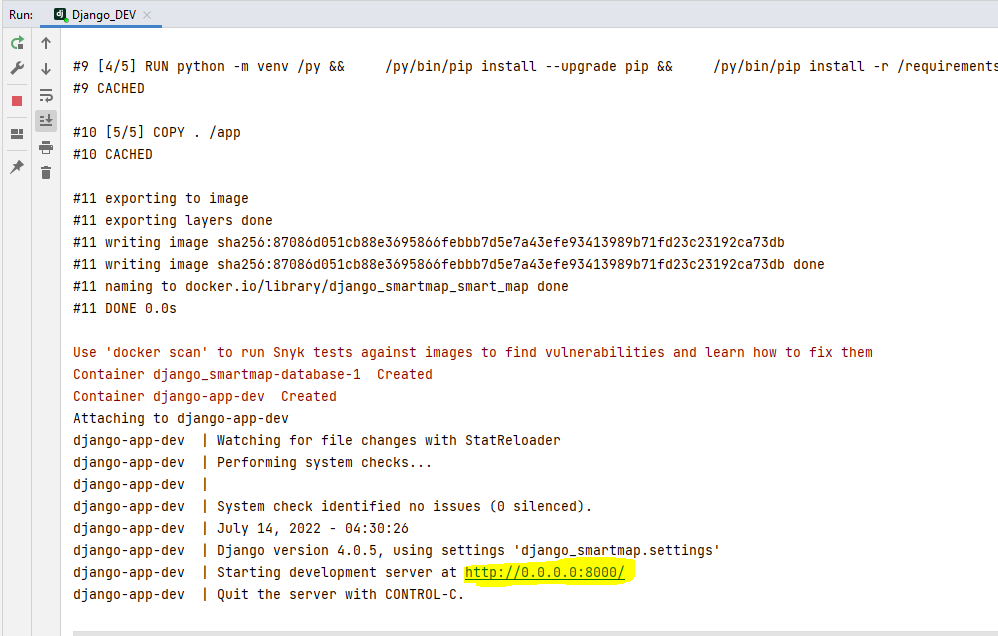 Run:
dj Django_DEV
#9 [4/5] RUN python -m venv /py &&     /py/bin/pip install --upgrade pip &&     /py/bin/pip install -r /requirements
#9 CACHED
#10 [5/5] COPY . /app
#10 CACHED
#11 exporting to image
#11 exporting layers done
#11 writing image sha256:87086d051cb88e3695866febbb7d5e7a43efe93413989b71fd23c23192ca73db
#11 writing image sha256:87086d051cb88e3695866febbb7d5e7a43efe93413989b71fd23c23192ca73db done
#11 naming to docker.io/library/django_smartmap_smart_map done
#11 DONE 0.0s
Use 'docker scan' to run Snyk tests against images to find vulnerabilities and learn how to fix them
Container django_smartmap-database-1  Created
Container django-app-dev  Created
Attaching to django-app-dev
django-app-dev  | Watching for file changes with StatReloader
django-app-dev  | Performing system checks...
django-app-dev  |
django-app-dev  | System check identified no issues (0 silenced).
django-app-dev  | July 14, 2022 - 04:30:26
django-app-dev  | Django version 4.0.5, using settings 'django_smartmap.settings'
django-app-dev  | Starting development server at http://0.0.0.0:8000/
django-app-dev  | Quit the server with CONTROL-C.